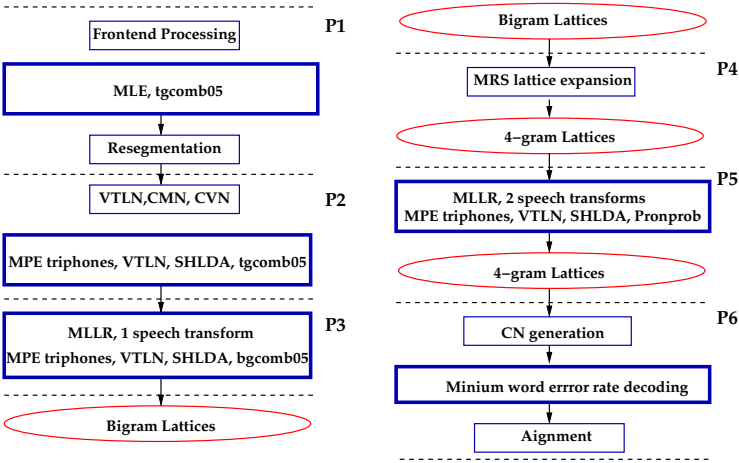 P1
Frontend Processing
MLE, tgcomb05
Resegmentation
P2
VTLN,CMN, CVN
MPE triphones, VTLN, SHLDA, tgcomb05
P3
MLLR, 1 speech transform
MPE triphones, VTLN, SHLDA, bgcomb05
Bigram Lattices
Bigram Lattices
P4
MRS lattice expansion
4−gram Lattices
P5
MLLR, 2 speech transforms
MPE triphones, VTLN, SHLDA, Pronprob
4−gram Lattices
P6
CN generation
Minium word errror rate decoding
Aignment